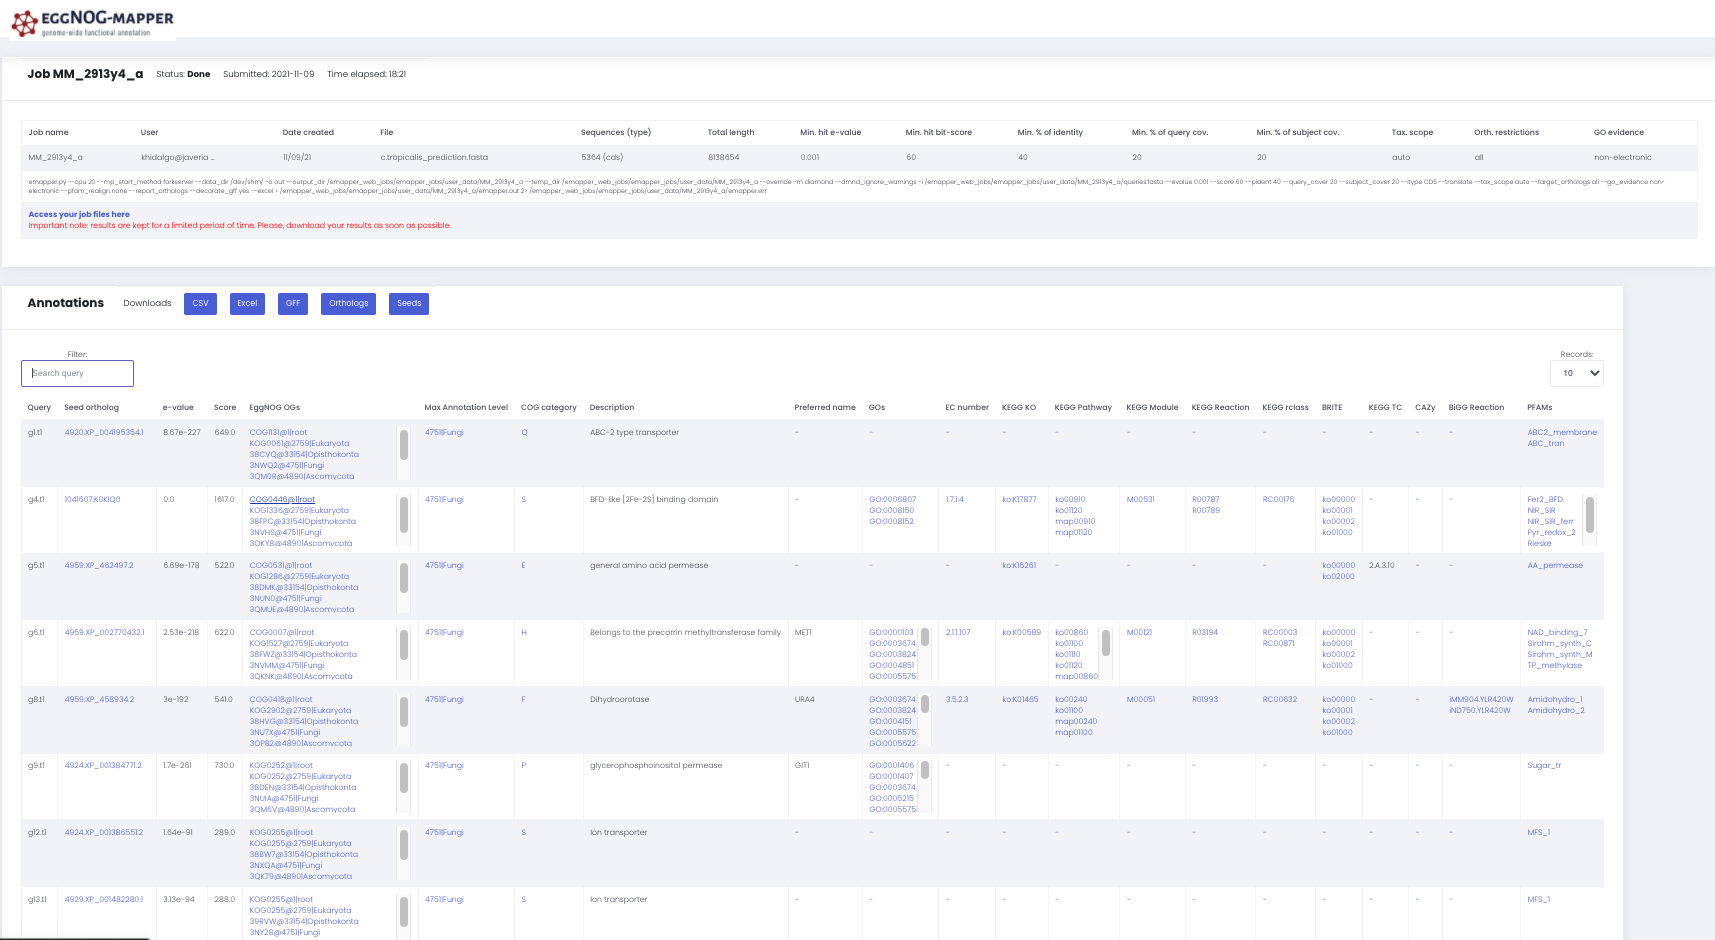 EGGNOG-MAPPER
genome-wide functional annotation
Job MM_2913y4_a Status: Done Submitted: 2021-11-09 Time elapsed: 18:21
Job name User Date created File Sequences (type) Total length Min. hit e-value Min. hit bit-score Min. % of identity Min. % of query cov. Min. % of subject cov. Tax. scope Orth. restrictions GO evidence
MM_2913y4_a khidalgo@javeria ... 11/09/21 c.tropicalis_prediction.fasta 5364 (cds) 8138654 0.001 60 40 20 20 auto all non-electronic
emapper.py --cpu 20 --mp_start_method forkserver --data_dir /dev/shm/ -o out --output_dir /emapper_web_jobs/emapper_jobs/user_data/MM_2913y4_a --temp_dir /emapper_web_jobs/emapper_jobs/user_data/MM_2913y4_a --override -m diamond --dmnd_ignore_warnings -i /emapper_web_jobs/emapper_jobs/user_data/MM_2913y4_a/queries.fasta --evalue 0.001 --score 60 --pident 40 --query_cover 20 --subject_cover 20 --itype CDS --translate --tax_scope auto --target_orthologs all --go_evidence non-
electronic --pfam_realign none --report_orthologs --decorate_gff yes --excel > /emapper_web_jobs/emapper_jobs/user_data/MM_2913y4_a/emapper.out 2> /emapper_web_jobs/emapper_jobs/user_data/MM_2913y4_a/emapper.err
Access your job files here
Important note: results are kept for a limited period of time. Please, download your results as soon as possible.
Annotations Downloads CSV Excel GFF Orthologs Seeds
Filter: Records:
Search query 10
Query Seed ortholog e-value Score EggNOG OGs Max Annotation Level COG category Description Preferred name GOs EC number KEGG KO KEGG Pathway KEGG Module KEGG Reaction KEGG rclass BRITE KEGG TC CAZy BiGG Reaction PFAMs
g1.t1 4920.XP_004195354.1 8.67e-227 649.0 COG1131@1|root 4751|Fungi Q ABC-2 type transporter - - - - - - - - - - - - ABC2_membrane
KOG0061@2759|Eukaryota ABC_tran
38CVQ@33154|Opisthokonta
3NWQ2@4751|Fungi
3QM0R@4890|Ascomycota
g4.t1 1041607.K0KIQ0 0.0 1617.0 COG0446@1|root 4751|Fungi S BFD-like [2Fe-2S] binding domain - GO:0006807 1.7.1.4 ko:K17877 ko00910 M00531 R00787 RC00176 ko00000 - - - Fer2_BFD
KOG1336@2759|Eukaryota GO:0008150 ko01120 R00789 ko00001 NIR_SIR
38FPC@33154|Opisthokonta GO:0008152 map00910 ko00002 NIR_SIR_ferr
3NVHS@4751|Fungi map01120 ko01000 Pyr_redox_2
3QKYB@4890|Ascomycota Rieske
g5.t1 4959.XP_462497.2 6.69e-178 522.0 COG0531@1|root 4751|Fungi E general amino acid permease - - - ko:K16261 - - - - ko00000 2.A.3.10 - - AA_permease
KOG1286@2759|Eukaryota ko02000
38DMK@33154|Opisthokonta
3NUN0@4751|Fungi
3QMUE@4890|Ascomycota
g6.t1 4959.XP_002770432.1 2.53e-218 622.0 COG0007@1|root 4751|Fungi H Belongs to the precorrin methyltransferase family MET1 GO:0000103 2.1.1.107 ko:K00589 ko00860 M00121 R03194 RC00003 ko00000 - - - NAD_binding_7
KOG1527@2759|Eukaryota GO:0003674 ko01100 RC00871 ko00001 Sirohm_synth_C
38FWZ@33154|Opisthokonta GO:0003824 ko01110 ko00002 Sirohm_synth_M
3NVMM@4751|Fungi GO:0004851 ko01120 ko01000 TP_methylase
3QKNK@4890|Ascomycota GO:0005575 map00860
g8.t1 4959.XP_458934.2 3e-192 541.0 COG0418@1|root 4751|Fungi F Dihydroorotase URA4 GO:0003674 3.5.2.3 ko:K01465 ko00240 M00051 R01993 RC00632 ko00000 - - iMM904.YLR420W Amidohydro_1
KOG2902@2759|Eukaryota GO:0003824 ko01100 ko00001 iND750.YLR420W Amidohydro_2
38HVG@33154|Opisthokonta GO:0004151 map00240 ko00002
3NU7X@4751|Fungi GO:0005575 map01100 ko01000
3QPB2@4890|Ascomycota GO:0005622
g9.t1 4924.XP_001384771.2 1.7e-261 730.0 KOG0252@1|root 4751|Fungi P glycerophosphoinositol permease GIT1 GO:0001406 - - - - - - - - - - Sugar_tr
KOG0252@2759|Eukaryota GO:0001407
38DEN@33154|Opisthokonta GO:0003674
3NUIA@4751|Fungi GO:0005215
3QM6V@4890|Ascomycota GO:0005575
g12.t1 4924.XP_001386551.2 1.64e-91 289.0 KOG0255@1|root 4751|Fungi S Ion transporter - - - - - - - - - - - - MFS_1
KOG0255@2759|Eukaryota
38BW7@33154|Opisthokonta
3NXQA@4751|Fungi
3QKT9@4890|Ascomycota
g13.t1 4929.XP_001482280.1 3.13e-94 288.0 KOG0255@1|root 4751|Fungi S Ion transporter - - - - - - - - - - - - MFS_1
KOG0255@2759|Eukaryota
39RVW@33154|Opisthokonta
3NY28@4751|Fungi